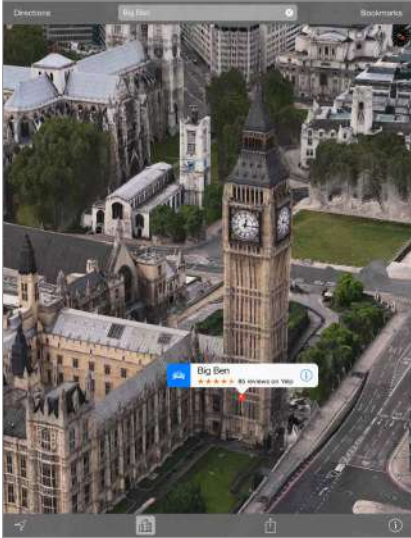 Directions
Big Ben
Bookmarks
Big Ben
85 reviews on Yelp